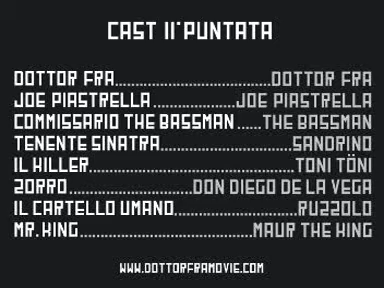 CAST II°PUNTATA
DOTTOR FRA.......................................DOTTOR FRA
JOE PIASTRELLA.....................JOE PIASTRELLA
COMMISSARIO THE BASSMAN......THE BASSMAN
TENENTE SINATRA..................................SANDRINO
IL KILLER...................................................TONI TÖNI
ZORRO...............................DON DIEGO DE LA VEGA
IL CARTELLO UMANO...............................RUZZOLO
MR. KING...........................................MAUR THE KING
WWW.DOTTORFRAMOVIE.COM